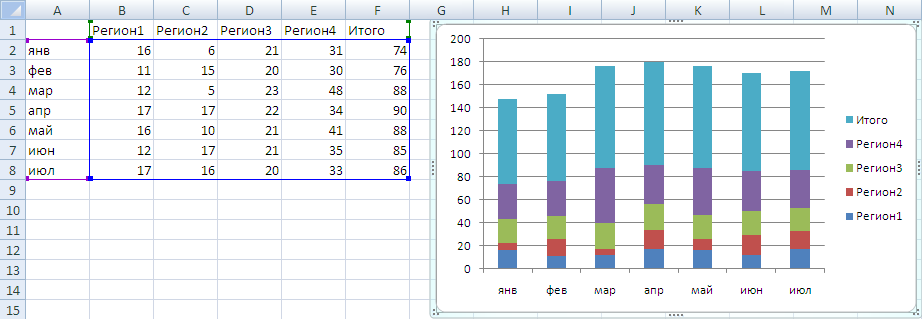 A B C D E F G H I J K L M N
1 Регион1 Регион2 Регион3 Регион4 Итого
2 янв 16 6 21 31 74
3 фев 11 15 20 30 76
4 мар 12 5 23 48 88
5 апр 17 17 22 34 90
6 май 16 10 21 41 88
7 июн 12 17 21 35 85
8 июл 17 16 20 33 86
9
10
11
12
13
14
15
200
180
160
140
120
100
80
60
40
20
0
янв фев мар апр май июн июл
Итого
Регион4
Регион3
Регион2
Регион1